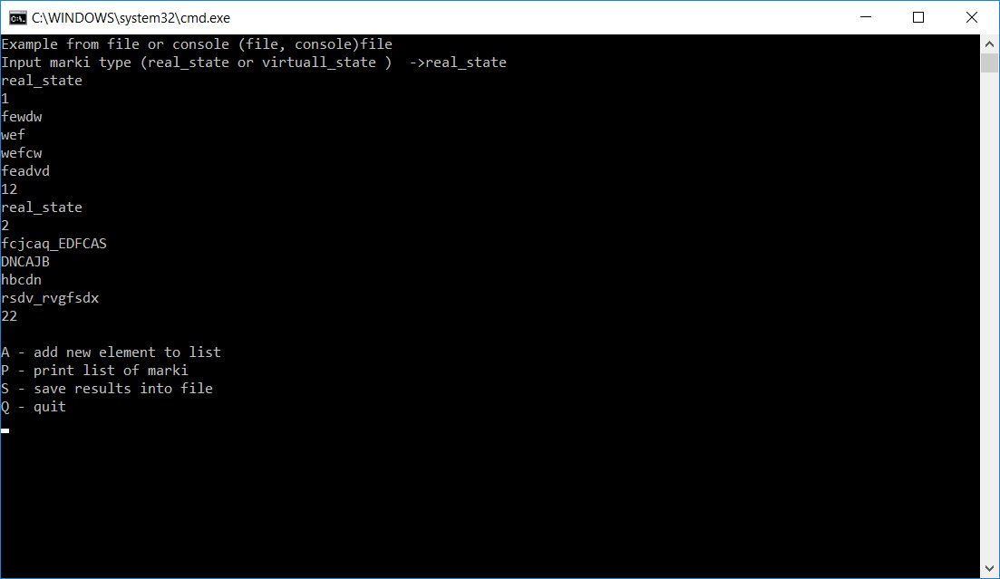 C:\WINDOWS\system32\cmd.exe
Example from file or console (file, console)file
Input marki type (real_state or virtuall_state )  ->real_state
real_state
1
fewdw
wef
wefcw
feadvd
12
real_state
2
fcjcaq_EDFCAS
DNCAJB
hbcdn
rsdv_rvgfsdx
22
A - add new element to list
P - print list of marki
S - save results into file
Q - quit